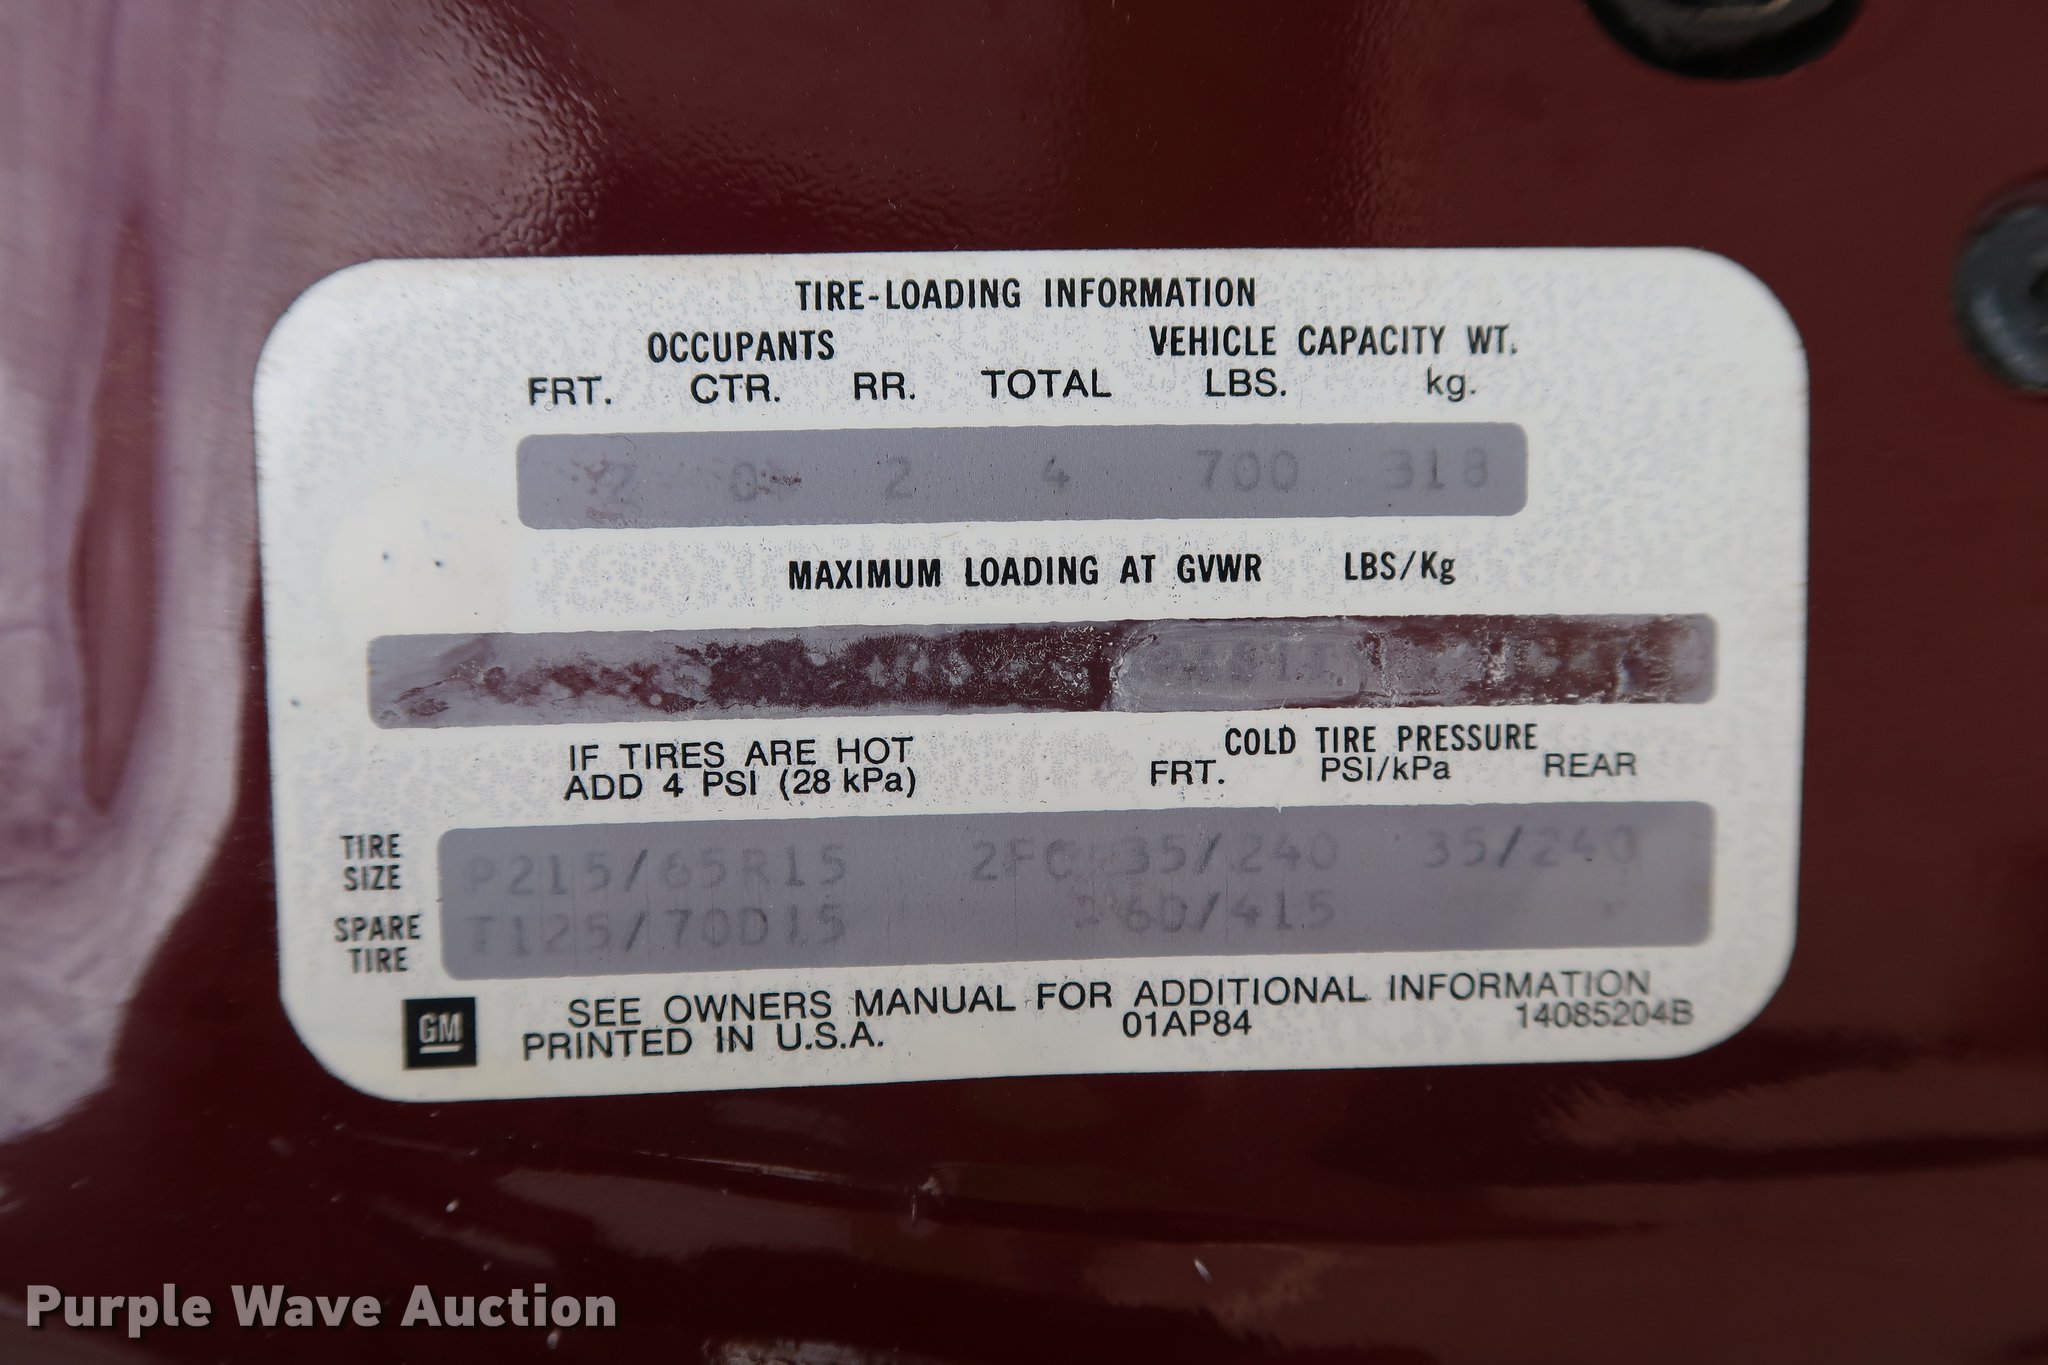 TIRE-LOADING INFORMATION
OCCUPANTS VEHICLE CAPACITY WT.
FRT. CTR. RR. TOTAL LBS. kg.
2 0 2 4 700 318
MAXIMUM LOADING AT GVWR LBS/Kg
IF TIRES ARE HOT COLD TIRE PRESSURE
ADD 4 PSI (28 kPa) FRT. PSI/kPa REAR
TIRE SIZE P215/65R15 35/240 35/240
SPARE TIRE T125/70D15 60/415
GM SEE OWNERS MANUAL FOR ADDITIONAL INFORMATION
PRINTED IN U.S.A. 01AP84 14085204B
Purple Wave Auction